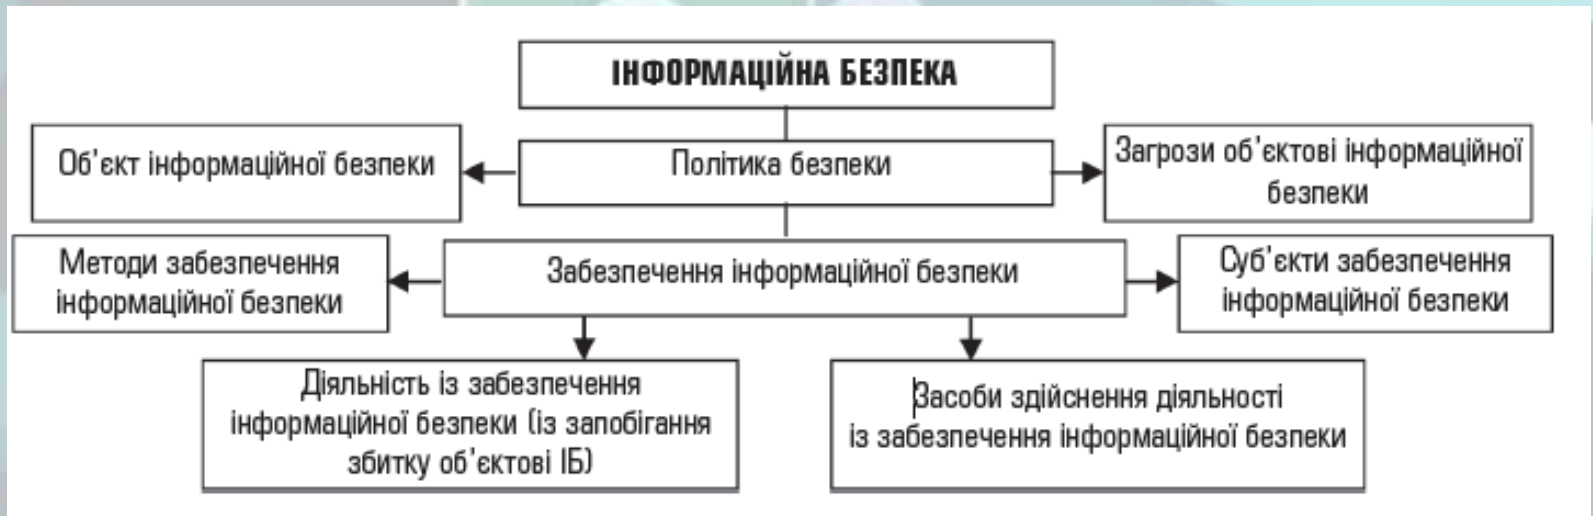 ІНФОРМАЦІЙНА БЕЗПЕКА
Об'єкт інформаційної безпеки
Політика безпеки
Загрози об'єктові інформаційної
безпеки
Методи забезпечення
інформаційної безпеки
Забезпечення інформаційної безпеки
Суб'єкти забезпечення
інформаційної безпеки
Діяльність із забезпечення
інформаційної безпеки (із запобігання
збитку об'єктові ІБ)
Засоби здійснення діяльності
із забезпечення інформаційної безпеки